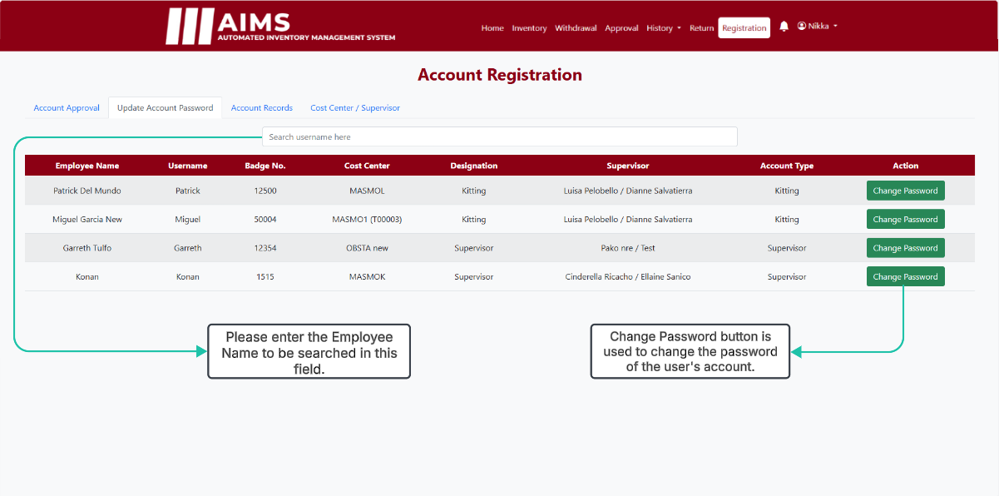 AIMS
AUTOMATED INVENTORY MANAGEMENT SYSTEM
Home Inventory Withdrawal Approval History Return Registration Nikka
Account Registration
Account Approval Update Account Password Account Records Cost Center / Supervisor
Search username here
Employee Name Username Badge No. Cost Center Designation Supervisor Account Type Action
Patrick Del Mundo Patrick 12500 MASMOL Kitting Luisa Pelobello / Dianne Salvatierra Kitting Change Password
Miguel Garcia New Miguel 50004 MASMO1 (T00003) Kitting Luisa Pelobello / Dianne Salvatierra Kitting Change Password
Garreth Tulfo Garreth 12354 OBSTA new Supervisor Pako nre / Test Supervisor Change Password
Konan Konan 1515 MASMOK Supervisor Cinderella Ricacho / Ellaine Sanico Supervisor Change Password
Please enter the Employee
Name to be searched in this
field.
Change Password button is
used to change the password
of the user's account.